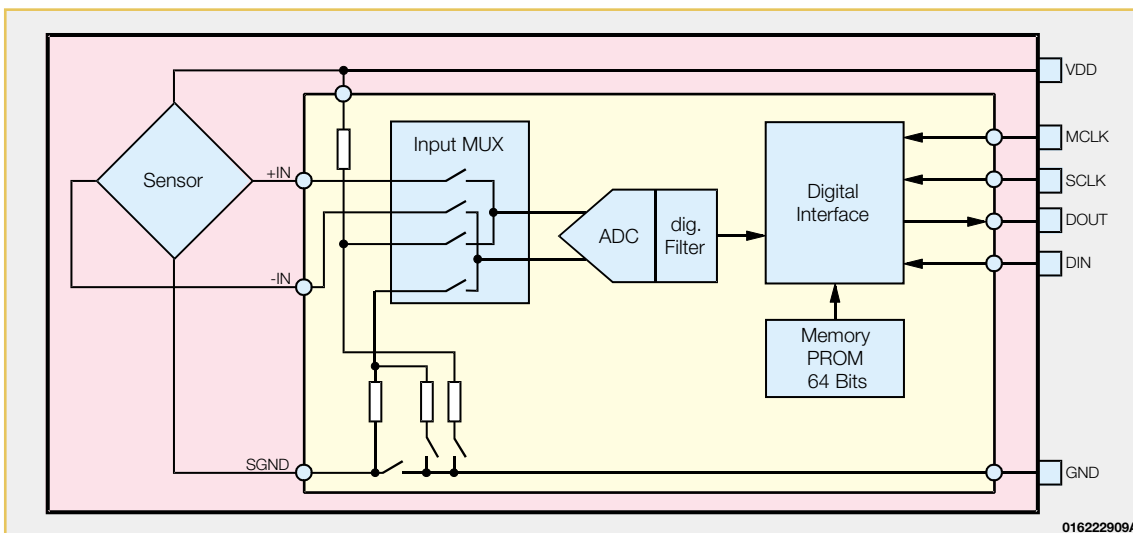 VDD
Input MUX
MCLK
Sensor
+IN
SCLK
Digital
Interface
DOUT
ADC
dig.
Filter
DIN
-IN
Memory
PROM
64 Bits
SGND
GND
016222909A